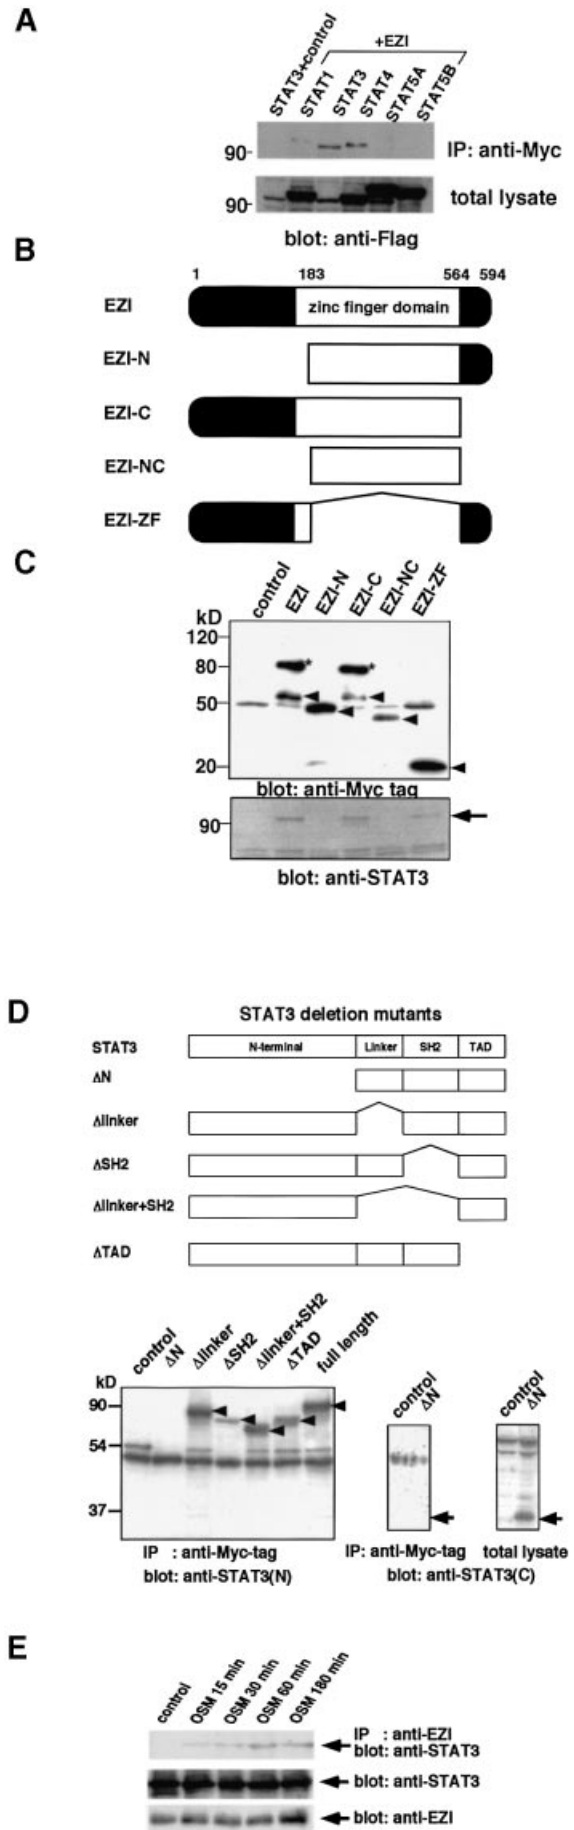 A
+EZI
STAT3+control
STAT1
STAT3
STAT4
STAT5A
STAT5B
90-
IP: anti-Myc
90-
total lysate
blot: anti-Flag
B
1 183 564 594
EZI
zinc finger domain
EZI-N
EZI-C
EZI-NC
EZI-ZF
C
control
EZI
EZI-N
EZI-C
EZI-NC
EZI-ZF
kD
120
80
* *
50
20
blot: anti-Myc tag
90
blot: anti-STAT3
D
STAT3 deletion mutants
STAT3
N-terminal Linker SH2 TAD
ΔN
Δlinker
ΔSH2
Δlinker+SH2
ΔTAD
control
ΔN
Δlinker
ΔSH2
Δlinker+SH2
ΔTAD
full length
kD
90
54
37
control
ΔN
control
ΔN
IP : anti-Myc-tag
blot: anti-STAT3(N)
IP: anti-Myc-tag total lysate
blot: anti-STAT3(C)
E
control
OSM 15 min
OSM 30 min
OSM 60 min
OSM 180 min
IP : anti-EZI
blot: anti-STAT3
blot: anti-STAT3
blot: anti-EZI